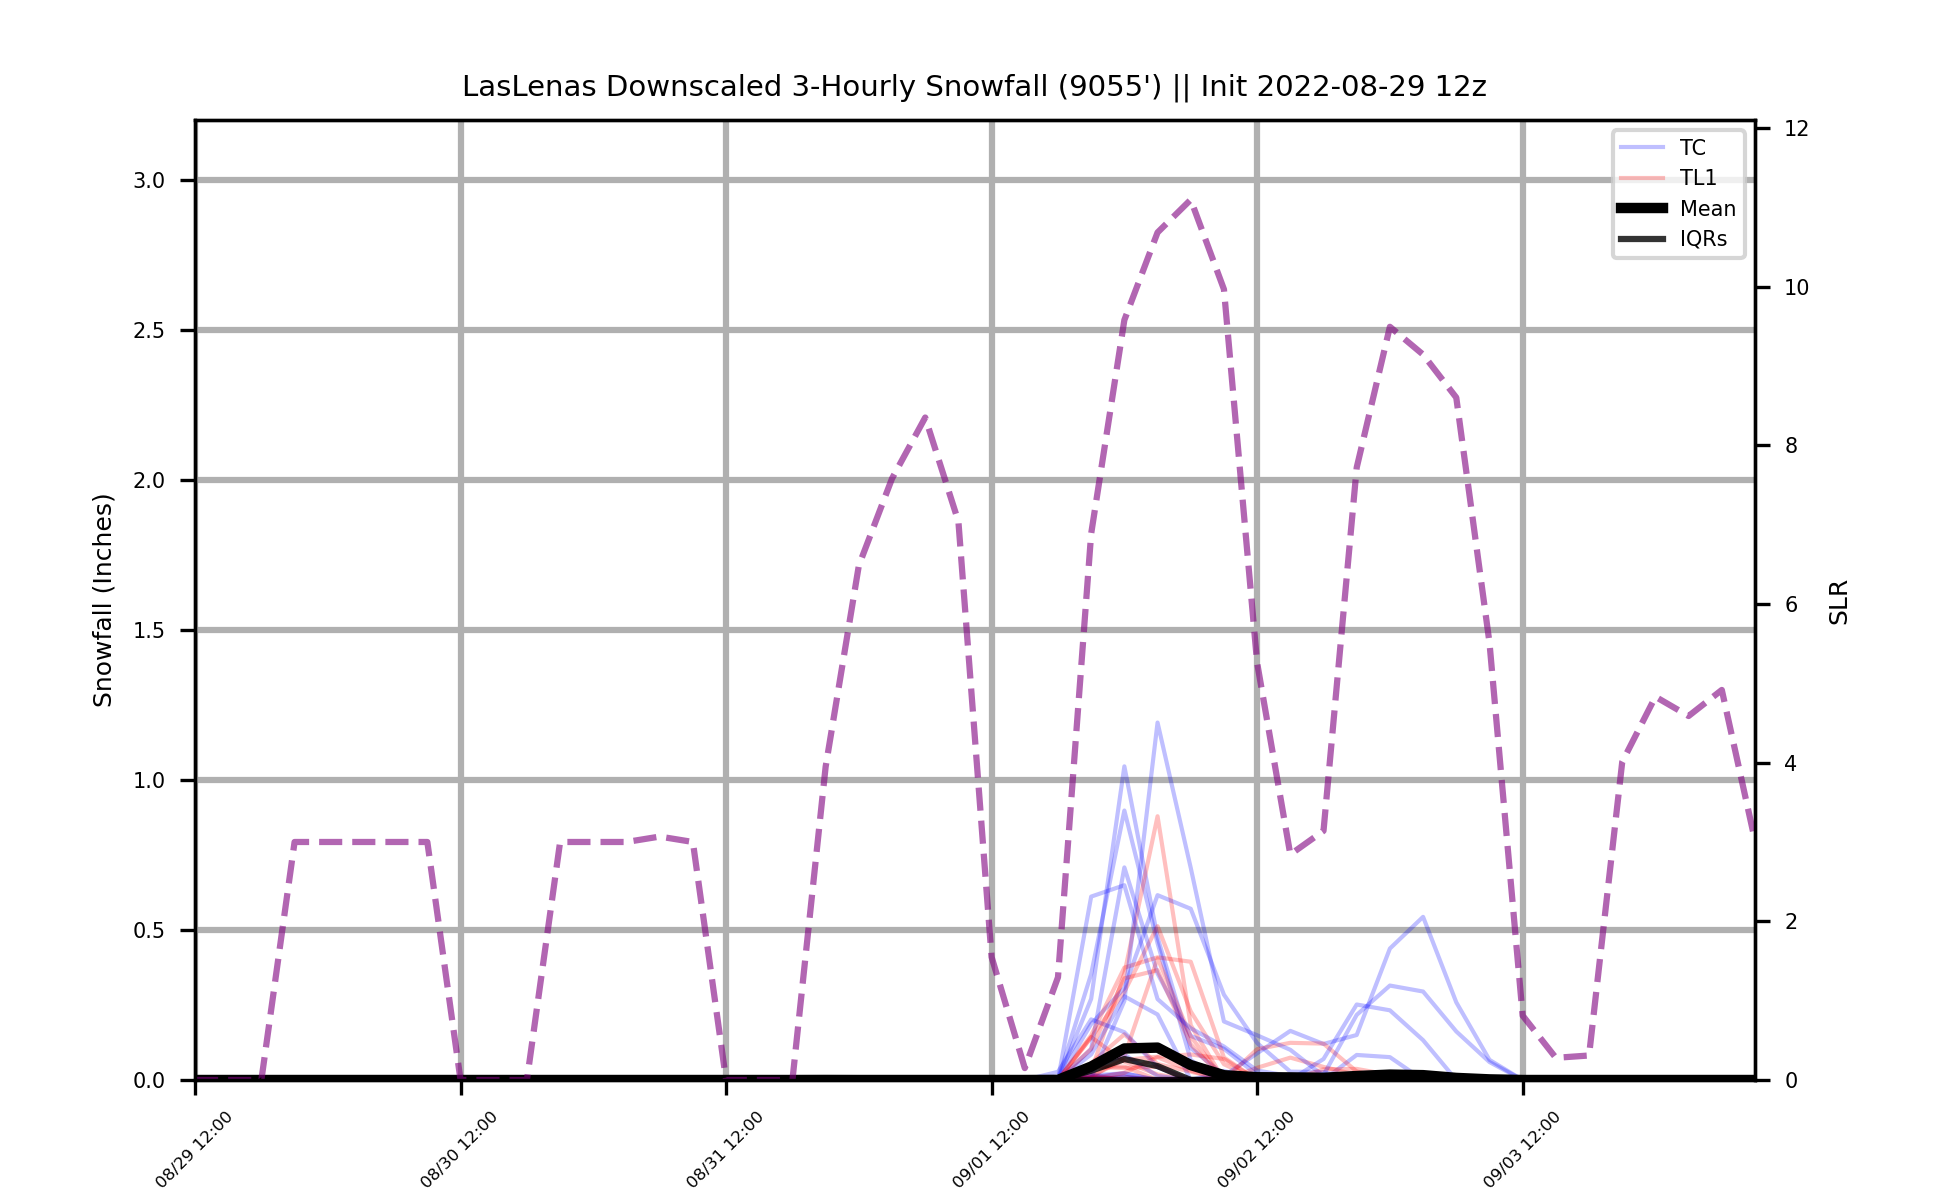 LasLenas Downscaled 3-Hourly Snowfall (9055') || Init 2022-08-29 12z
TC
TL1
Mean
IQRs
Snowfall (Inches)
3.0
2.5
2.0
1.5
1.0
0.5
0.0
12
10
8
6
4
2
0
SLR
08/29 12:00
08/30 12:00
08/31 12:00
09/01 12:00
09/02 12:00
09/03 12:00